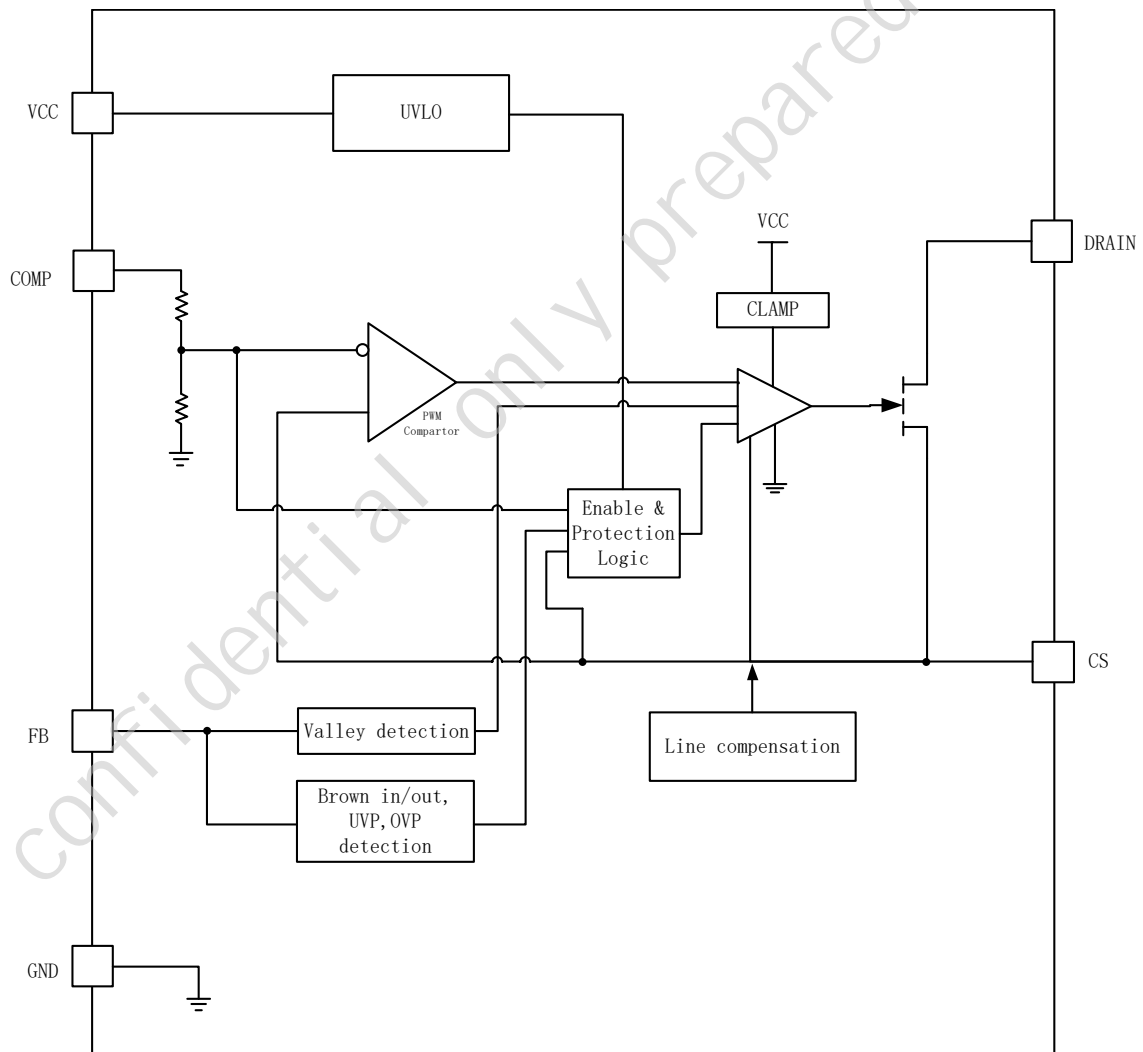 VCC
UVLO
COMP
VCC
CLAMP
DRAIN
PWM
Compartor
Enable &
Protection
Logic
CS
FB
Valley detection
Line compensation
Brown in/out,
UVP,OVP
detection
GND
confidential only prepared